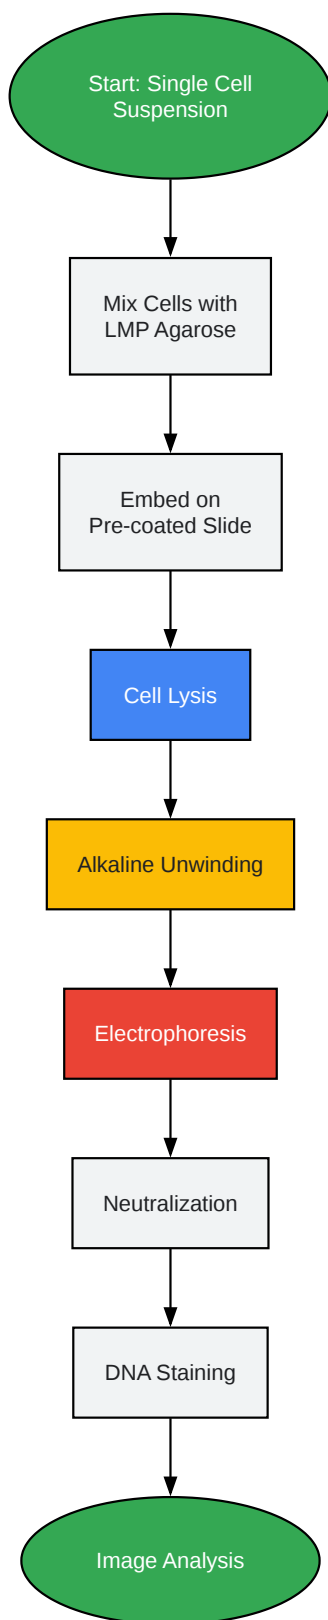 Start: Single Cell
Suspension
Mix Cells with
LMP Agarose
Embed on
Pre-coated Slide
Cell Lysis
Alkaline Unwinding
Electrophoresis
Neutralization
DNA Staining
Image Analysis